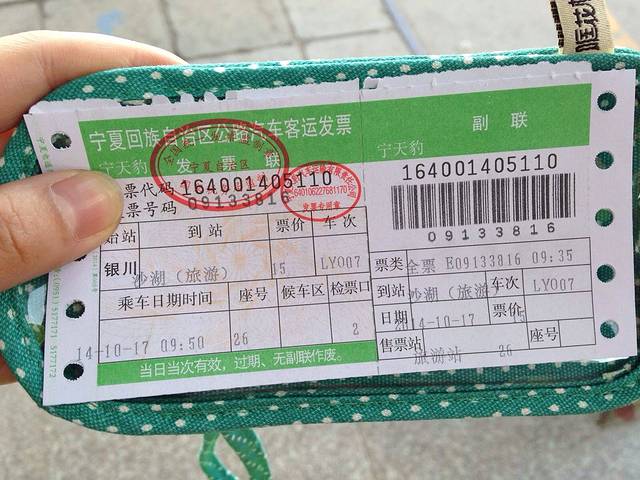 宁夏回族自治区公路汽车客运发票
宁天豹 发 票 联
票代码 164001405110
票号码 09133816
始站 到站 票价 车次
银川 沙湖（旅游） 15 LY007
乘车日期时间 座号 候车区 检票口
14-10-17 09:50 26 2
当日当次有效，过期、无副联作废。
副 联
宁天豹
164001405110
09133816
票类 全票 E09133816 09:35
到站 沙湖（旅游 车次 LY007
日期 14-10-17 票价
售票站 旅游站 座号 26
发票专用章